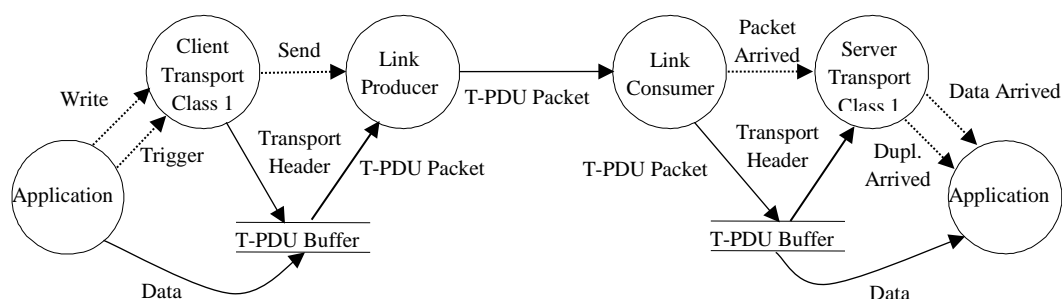 Client
Transport
Class 1
Send
Link
Producer
T-PDU Packet
Link
Consumer
Packet
Arrived
Server
Transport
Class 1
Write
Trigger
Transport
Header
T-PDU Packet
Application
T-PDU Buffer
Data
T-PDU Packet
Transport
Header
Data Arrived
Dupl.
Arrived
Application
T-PDU Buffer
Data